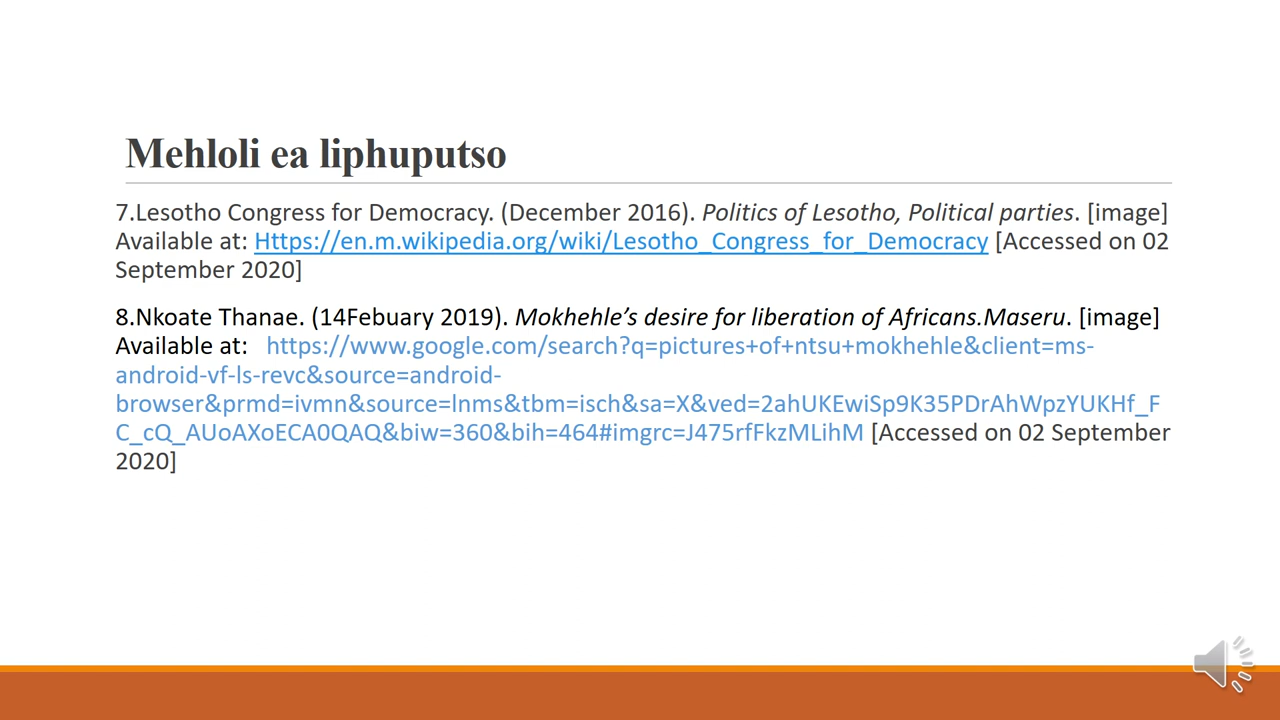 Mehloli ea liphuputso
7.Lesotho Congress for Democracy. (December 2016). Politics of Lesotho, Political parties. [image]
Available at: Https://en.m.wikipedia.org/wiki/Lesotho_Congress_for_Democracy [Accessed on 02
September 2020]
8.Nkoate Thanae. (14Febuary 2019). Mokhehle’s desire for liberation of Africans.Maseru. [image]
Available at: https://www.google.com/search?q=pictures+of+ntsu+mokhehle&client=ms-
android-vf-ls-revc&source=android-
browser&prmd=ivmn&source=lnms&tbm=isch&sa=X&ved=2ahUKEwiSp9K35PDrAhWpzYUKHf_F
C_cQ_AUoAXoECA0QAQ&biw=360&bih=464#imgrc=J475rfFkzMLihM [Accessed on 02 September
2020]